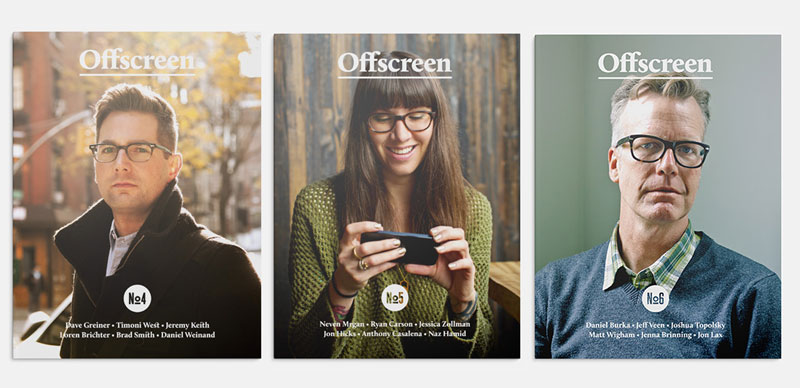 Offscreen
№4
Dave Greiner • Timoni West • Jeremy Keith
Loren Brichter • Brad Smith • Daniel Weinand
Offscreen
№5
Neven Mrgan • Ryan Carson • Jessica Zollman
Jon Hicks • Anthony Casalena • Naz Hamid
Offscreen
№6
Daniel Burka • Jeff Veen • Joshua Topolsky
Matt Wigham • Jenna Brinning • Jon Lax